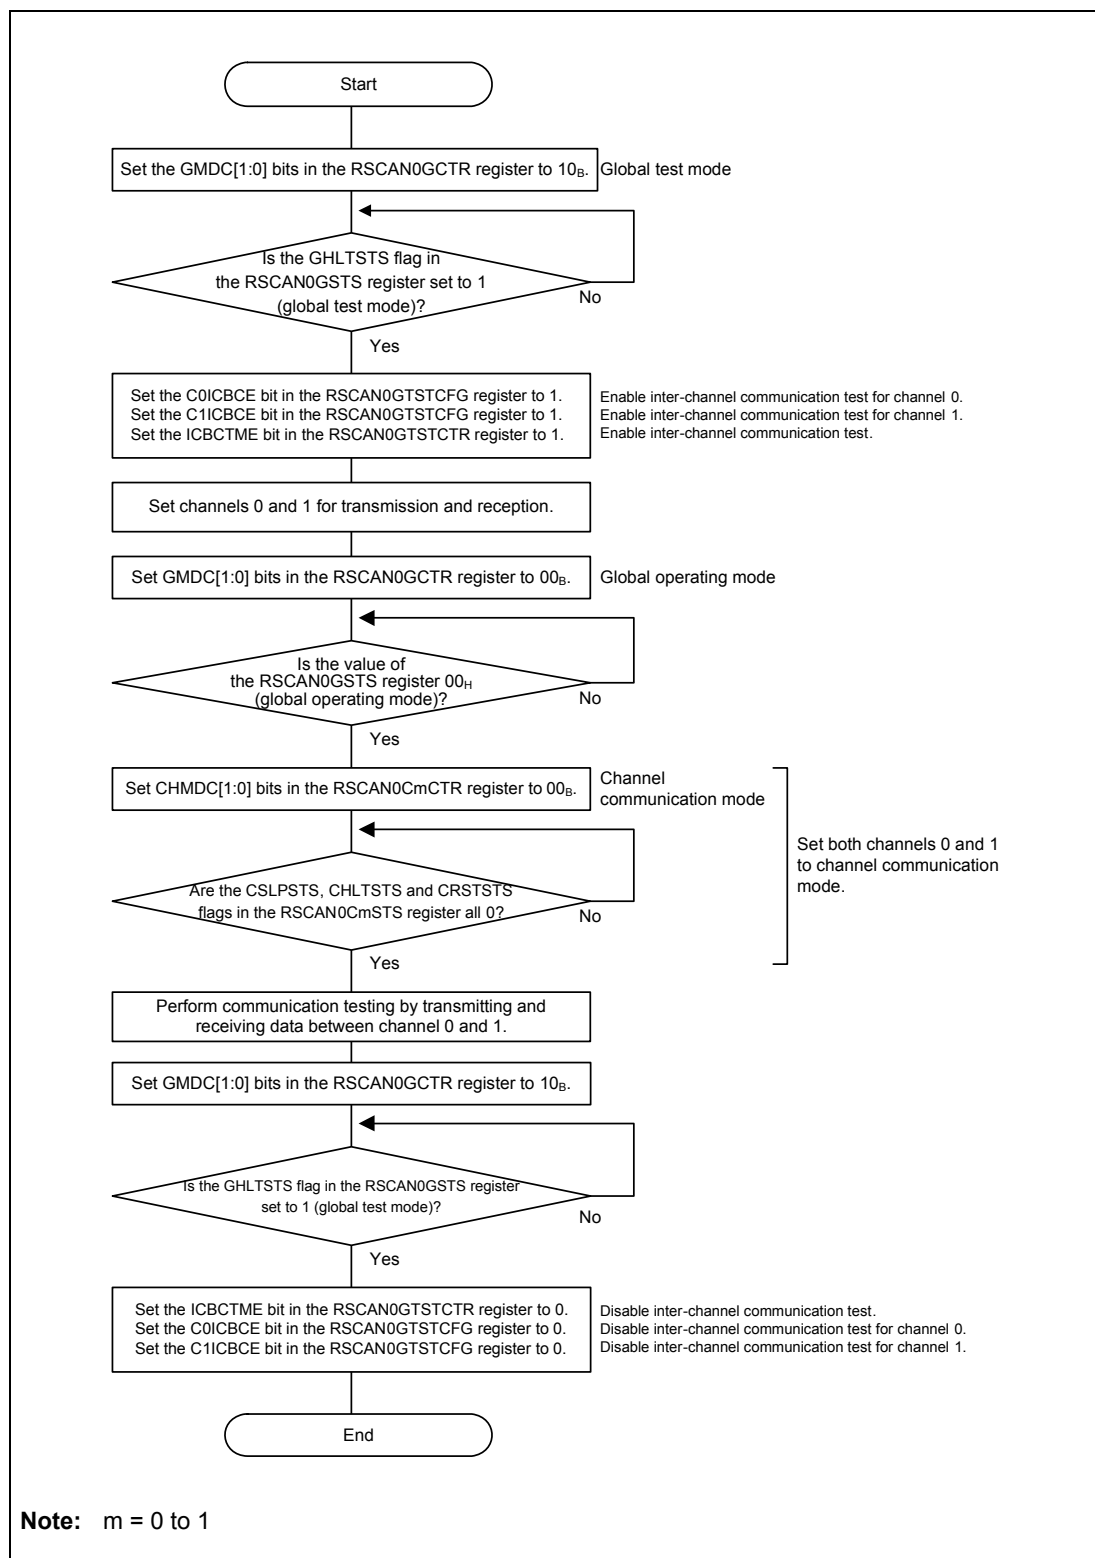 Start
Set the GMDC[1:0] bits in the RSCAN0GCTR register to 10B. Global test mode
Is the GHLTSTS flag in
the RSCAN0GSTS register set to 1
(global test mode)?
No
Yes
Set the C0ICBCE bit in the RSCAN0GTSTCFG register to 1. Enable inter-channel communication test for channel 0.
Set the C1ICBCE bit in the RSCAN0GTSTCFG register to 1. Enable inter-channel communication test for channel 1.
Set the ICBCTME bit in the RSCAN0GTSTCTR register to 1. Enable inter-channel communication test.
Set channels 0 and 1 for transmission and reception.
Set GMDC[1:0] bits in the RSCAN0GCTR register to 00B. Global operating mode
Is the value of
the RSCAN0GSTS register 00H
(global operating mode)?
No
Yes
Set CHMDC[1:0] bits in the RSCAN0CmCTR register to 00B.
Channel
communication mode
Set both channels 0 and 1
to channel communication
mode.
Are the CSLPSTS, CHLTSTS and CRSTSTS
flags in the RSCAN0CmSTS register all 0?
No
Yes
Perform communication testing by transmitting and
receiving data between channel 0 and 1.
Set GMDC[1:0] bits in the RSCAN0GCTR register to 10B.
Is the GHLTSTS flag in the RSCAN0GSTS register
set to 1 (global test mode)?
No
Yes
Set the ICBCTME bit in the RSCAN0GTSTCTR register to 0. Disable inter-channel communication test.
Set the C0ICBCE bit in the RSCAN0GTSTCFG register to 0. Disable inter-channel communication test for channel 0.
Set the C1ICBCE bit in the RSCAN0GTSTCFG register to 0. Disable inter-channel communication test for channel 1.
End
Note: m = 0 to 1